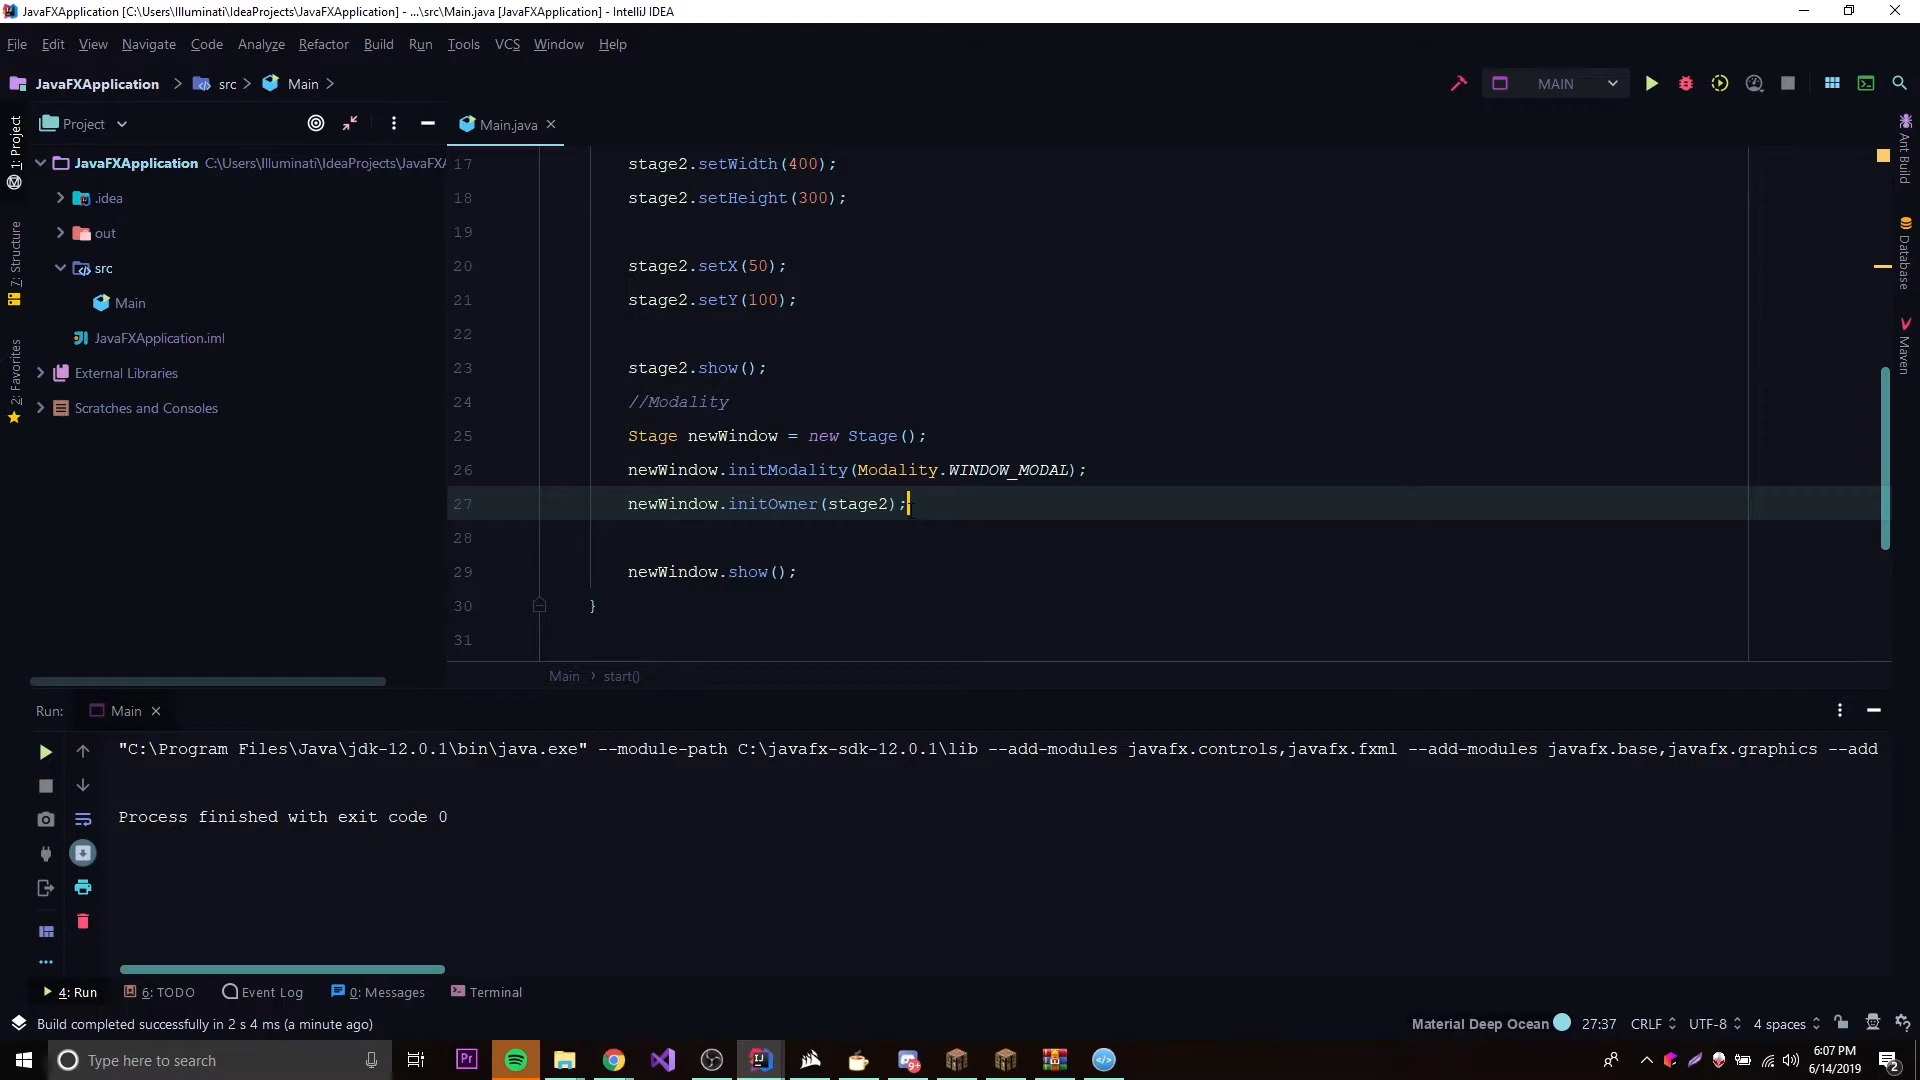 JavaFXApplication [C:\Users\Illuminati\IdeaProjects\JavaFXApplication] - ...\src\Main.java [JavaFXApplication] - IntelliJ IDEA
File Edit View Navigate Code Analyze Refactor Build Run Tools VCS Window Help
JavaFXApplication src Main MAIN
Project
Main.java
1: Project
7: Structure
2: Favorites
JavaFXApplication C:\Users\Illuminati\IdeaProjects\JavaFX
.idea
out
src
Main
JavaFXApplication.iml
External Libraries
Scratches and Consoles
17 stage2.setWidth(400);
18 stage2.setHeight(300);
19
20 stage2.setX(50);
21 stage2.setY(100);
22
23 stage2.show();
24 //Modality
25 Stage newWindow = new Stage();
26 newWindow.initModality(Modality.WINDOW_MODAL);
27 newWindow.initOwner(stage2);
28
29 newWindow.show();
30 }
31
Main › start()
Ant Build
Database
Maven
Run: Main
"C:\Program Files\Java\jdk-12.0.1\bin\java.exe" --module-path C:\javafx-sdk-12.0.1\lib --add-modules javafx.controls,javafx.fxml --add-modules javafx.base,javafx.graphics --add
Process finished with exit code 0
4: Run 6: TODO Event Log 0: Messages Terminal
Build completed successfully in 2 s 4 ms (a minute ago)
Material Deep Ocean 27:37 CRLF UTF-8 4 spaces
Type here to search
Pr
9+
6:07 PM
6/14/2019
2